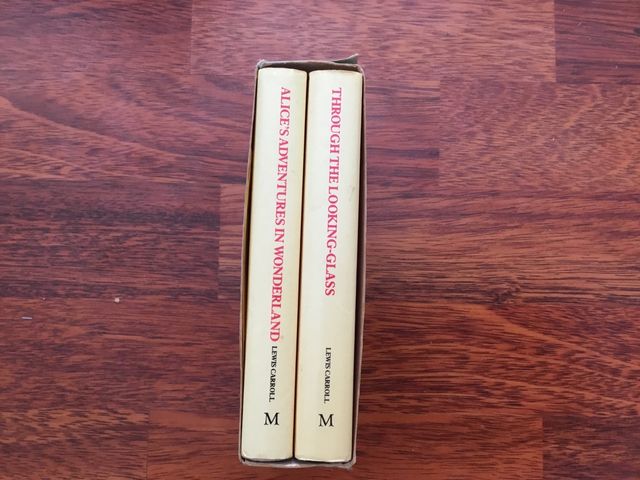 ALICE'S ADVENTURES IN WONDERLAND
LEWIS CARROLL
M
THROUGH THE LOOKING-GLASS
LEWIS CARROLL
M